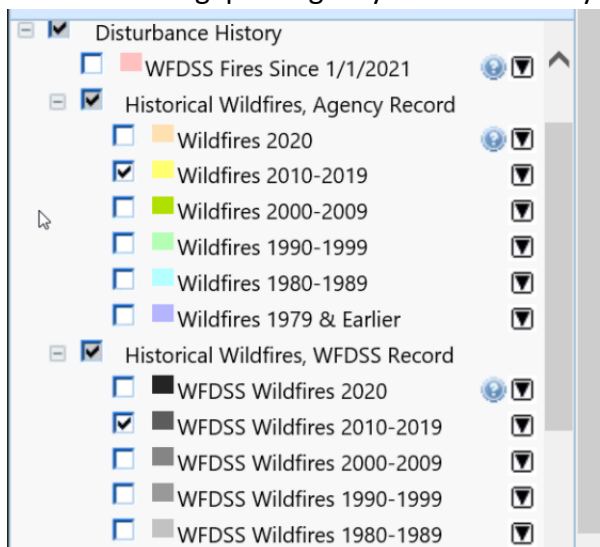 Disturbance History
WFDSS Fires Since 1/1/2021
Historical Wildfires, Agency Record
Wildfires 2020
Wildfires 2010-2019
Wildfires 2000-2009
Wildfires 1990-1999
Wildfires 1980-1989
Wildfires 1979 & Earlier
Historical Wildfires, WFDSS Record
WFDSS Wildfires 2020
WFDSS Wildfires 2010-2019
WFDSS Wildfires 2000-2009
WFDSS Wildfires 1990-1999
WFDSS Wildfires 1980-1989